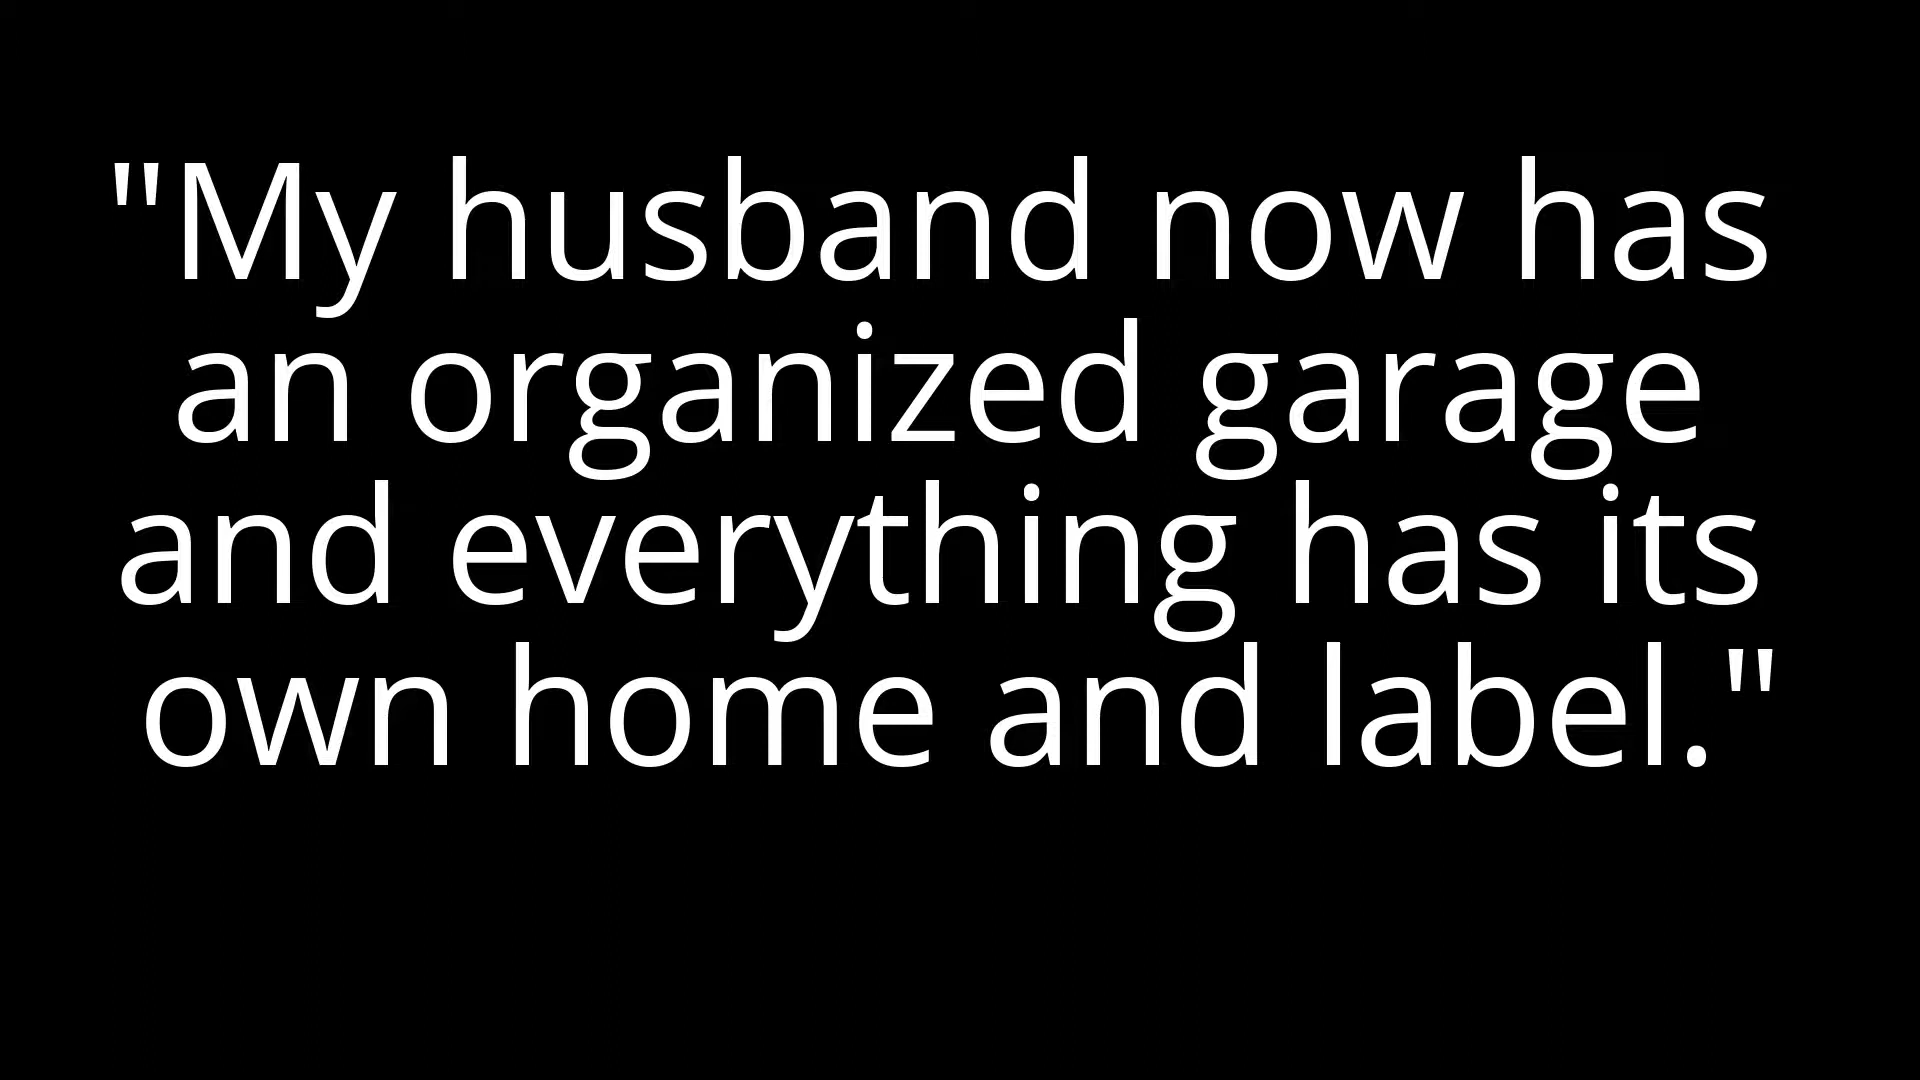 "My husband now has
an organized garage
and everything has its
own home and label."